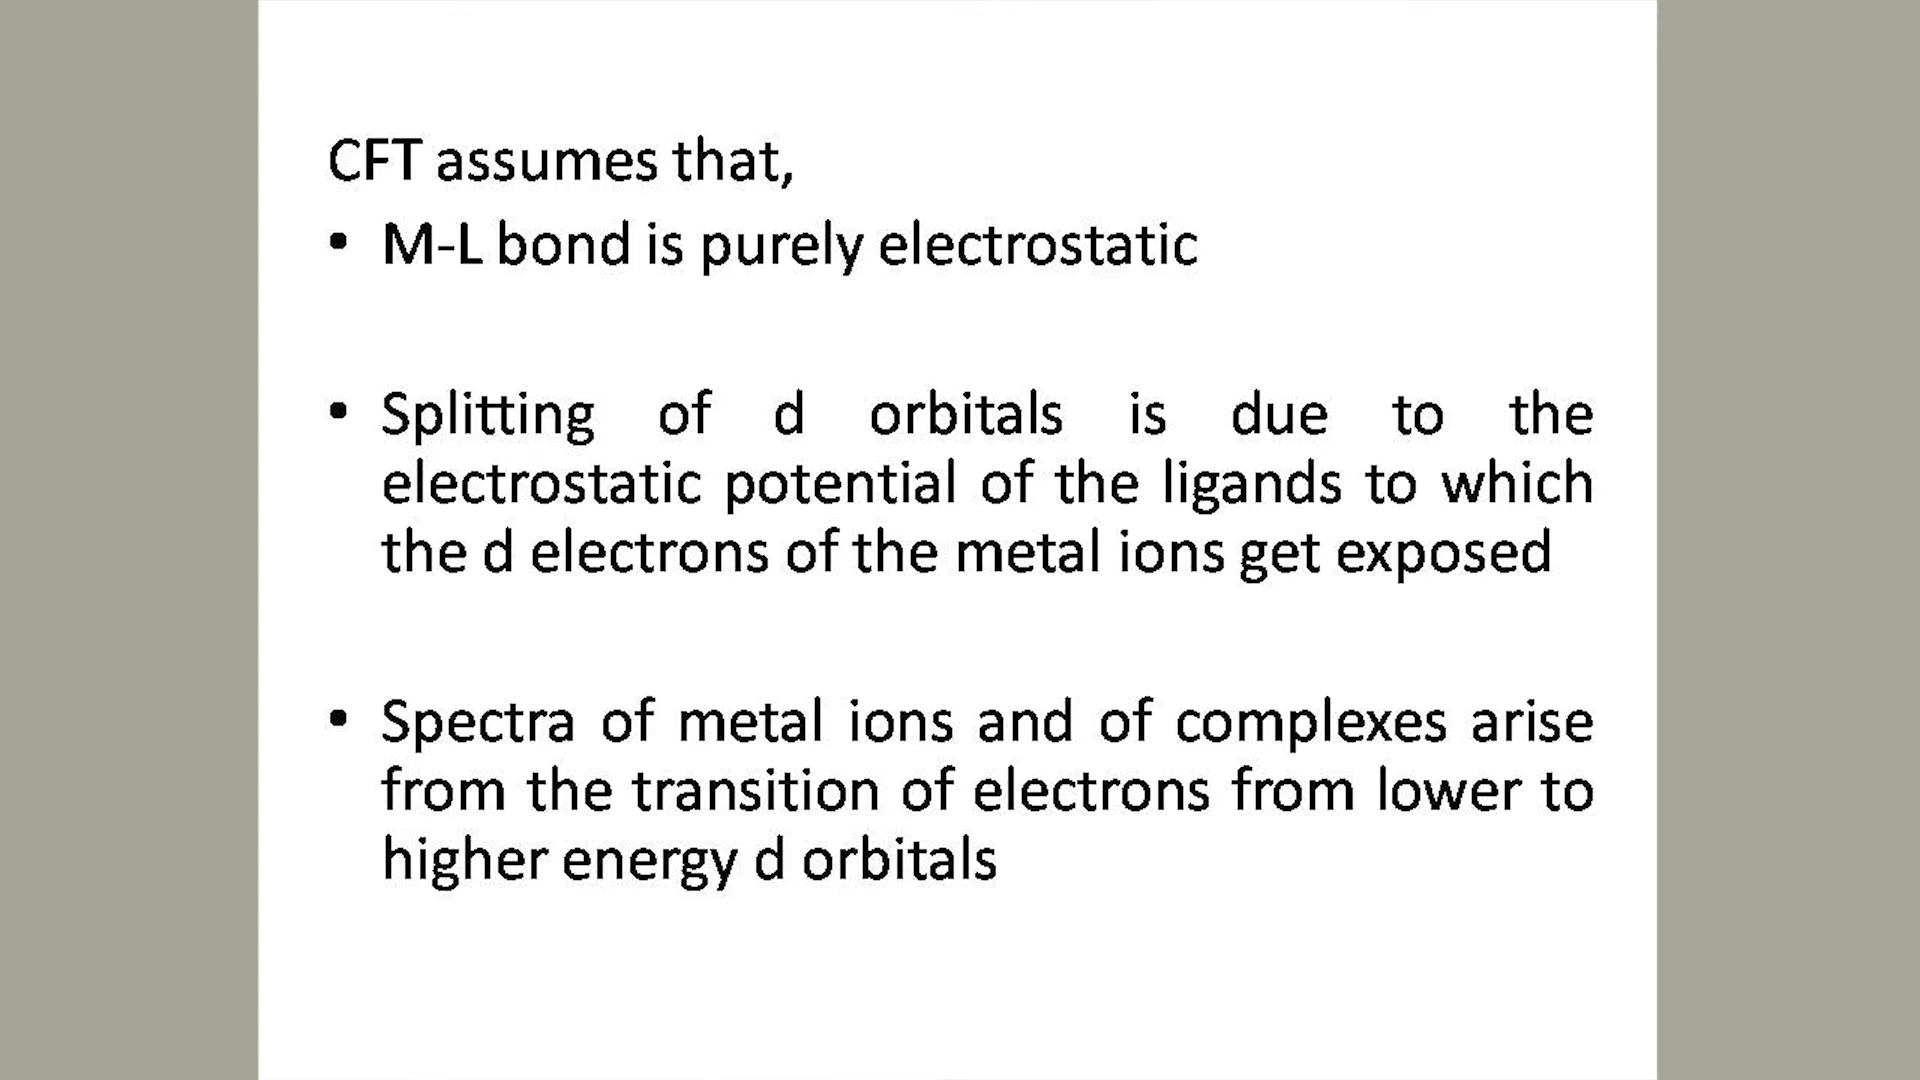 CFT assumes that,
• M-L bond is purely electrostatic
• Splitting of d orbitals is due to the
electrostatic potential of the ligands to which
the d electrons of the metal ions get exposed
• Spectra of metal ions and of complexes arise
from the transition of electrons from lower to
higher energy d orbitals